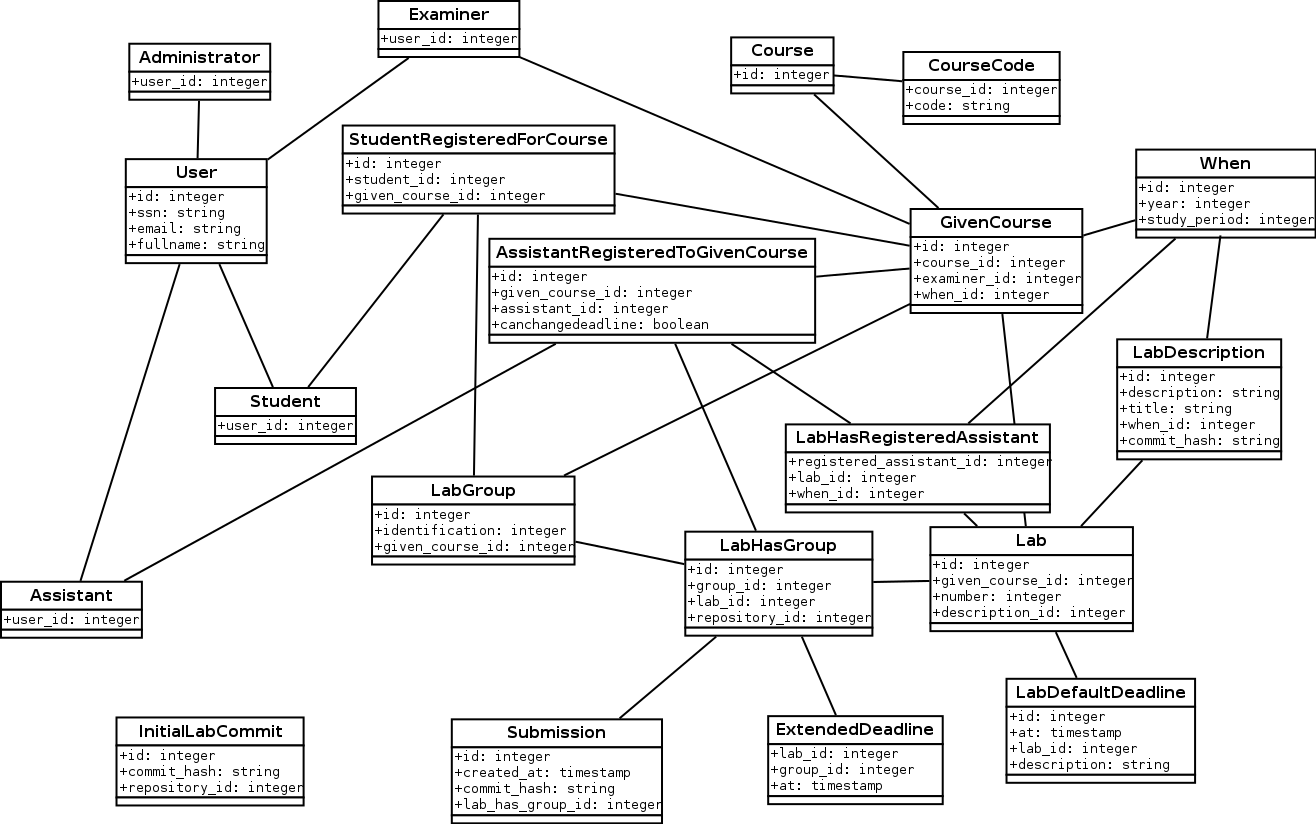 Examiner
+user_id: integer
Administrator
+user_id: integer
Course
+id: integer
CourseCode
+course_id: integer
+code: string
StudentRegisteredForCourse
+id: integer
+student_id: integer
+given_course_id: integer
User
+id: integer
+ssn: string
+email: string
+fullname: string
When
+id: integer
+year: integer
+study_period: integer
GivenCourse
+id: integer
+course_id: integer
+examiner_id: integer
+when_id: integer
AssistantRegisteredToGivenCourse
+id: integer
+given_course_id: integer
+assistant_id: integer
+canchangedeadline: boolean
LabDescription
+id: integer
+description: string
+title: string
+when_id: integer
+commit_hash: string
Student
+user_id: integer
LabHasRegisteredAssistant
+registered_assistant_id: integer
+lab_id: integer
+when_id: integer
LabGroup
+id: integer
+identification: integer
+given_course_id: integer
LabHasGroup
+id: integer
+group_id: integer
+lab_id: integer
+repository_id: integer
Lab
+id: integer
+given_course_id: integer
+number: integer
+description_id: integer
Assistant
+user_id: integer
LabDefaultDeadline
+id: integer
+at: timestamp
+lab_id: integer
+description: string
InitialLabCommit
+id: integer
+commit_hash: string
+repository_id: integer
Submission
+id: integer
+created_at: timestamp
+commit_hash: string
+lab_has_group_id: integer
ExtendedDeadline
+lab_id: integer
+group_id: integer
+at: timestamp